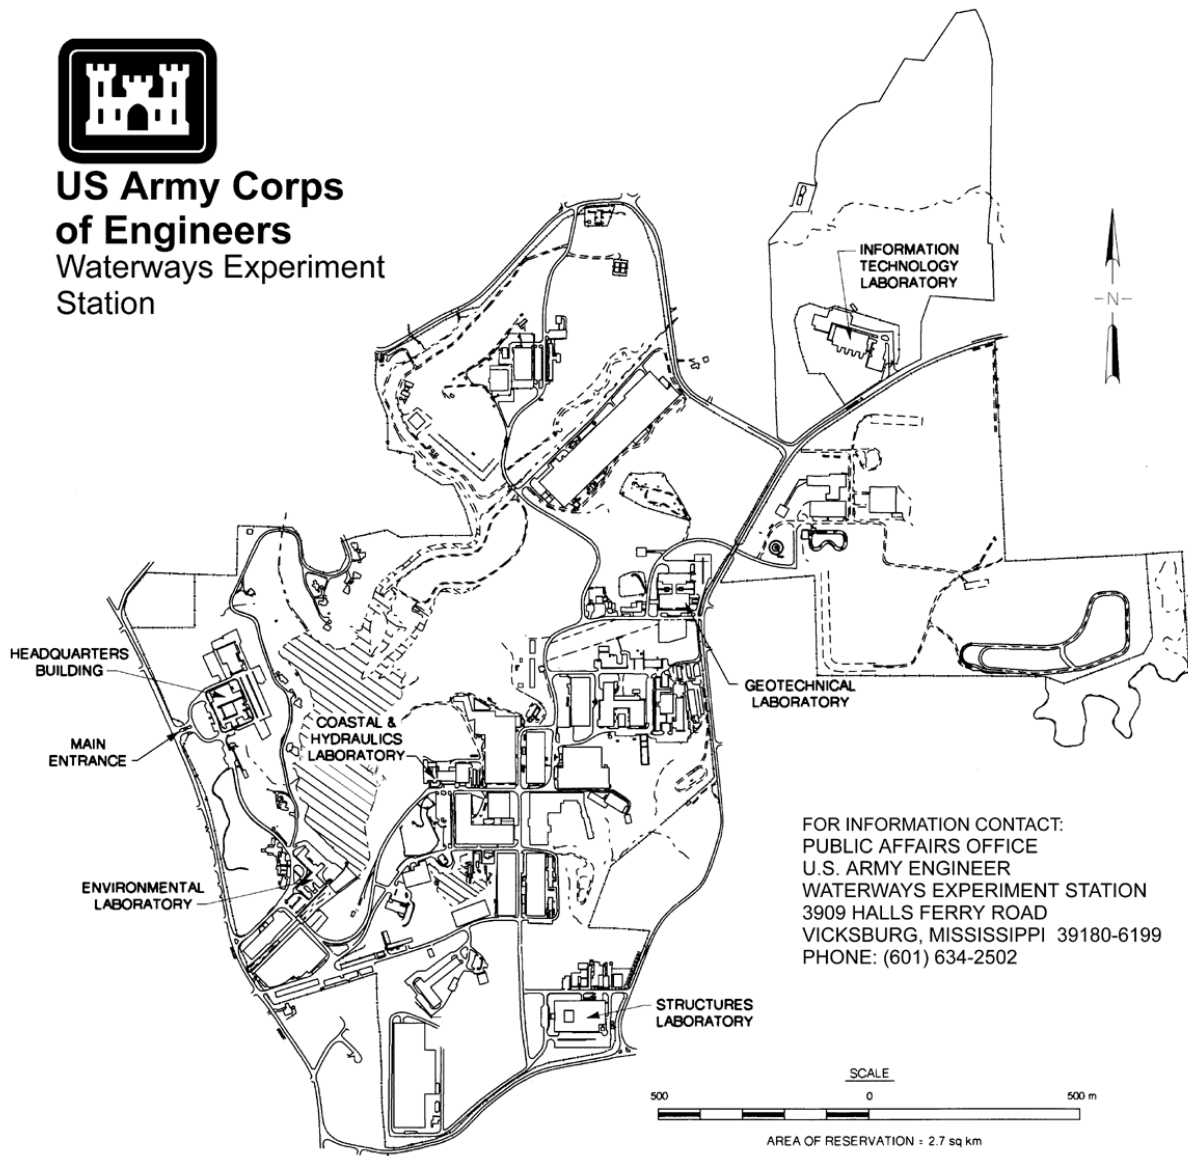 US Army Corps
of Engineers
Waterways Experiment
Station
INFORMATION
TECHNOLOGY
LABORATORY
N
HEADQUARTERS
BUILDING
MAIN
ENTRANCE
COASTAL &
HYDRAULICS
LABORATORY
GEOTECHNICAL
LABORATORY
ENVIRONMENTAL
LABORATORY
STRUCTURES
LABORATORY
FOR INFORMATION CONTACT:
PUBLIC AFFAIRS OFFICE
U.S. ARMY ENGINEER
WATERWAYS EXPERIMENT STATION
3909 HALLS FERRY ROAD
VICKSBURG, MISSISSIPPI 39180-6199
PHONE: (601) 634-2502
SCALE
500 0 500 m
AREA OF RESERVATION = 2.7 sq km